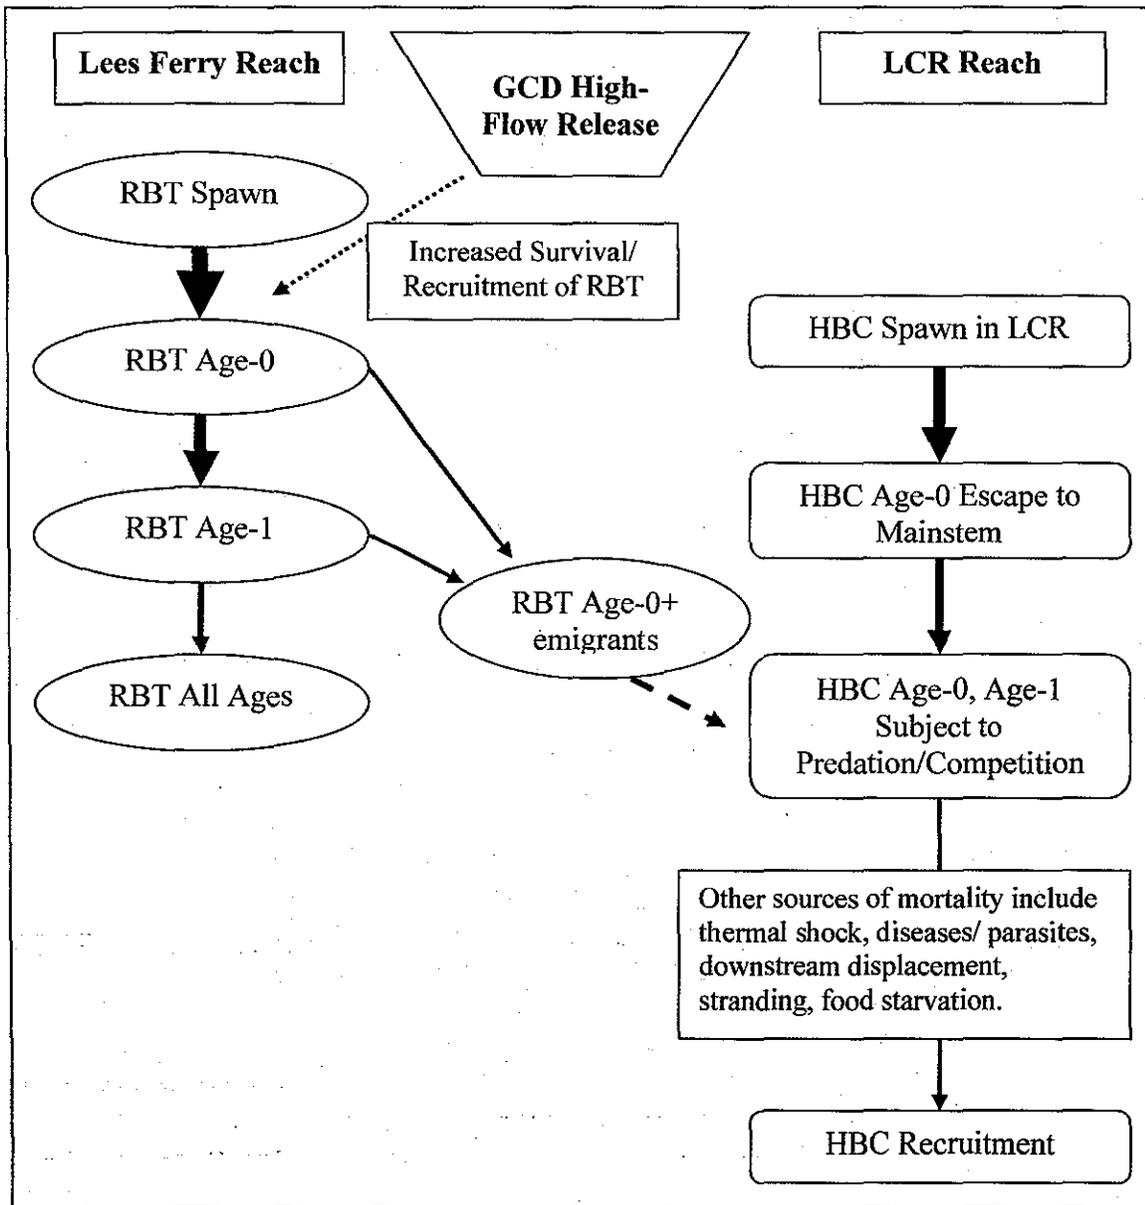 Lees Ferry Reach
GCD High-
Flow Release
LCR Reach
RBT Spawn
Increased Survival/
Recruitment of RBT
RBT Age-0
HBC Spawn in LCR
RBT Age-1
HBC Age-0 Escape to
Mainstem
RBT Age-0+
emigrants
RBT All Ages
HBC Age-0, Age-1
Subject to
Predation/Competition
Other sources of mortality include
thermal shock, diseases/ parasites,
downstream displacement,
stranding, food starvation.
HBC Recruitment